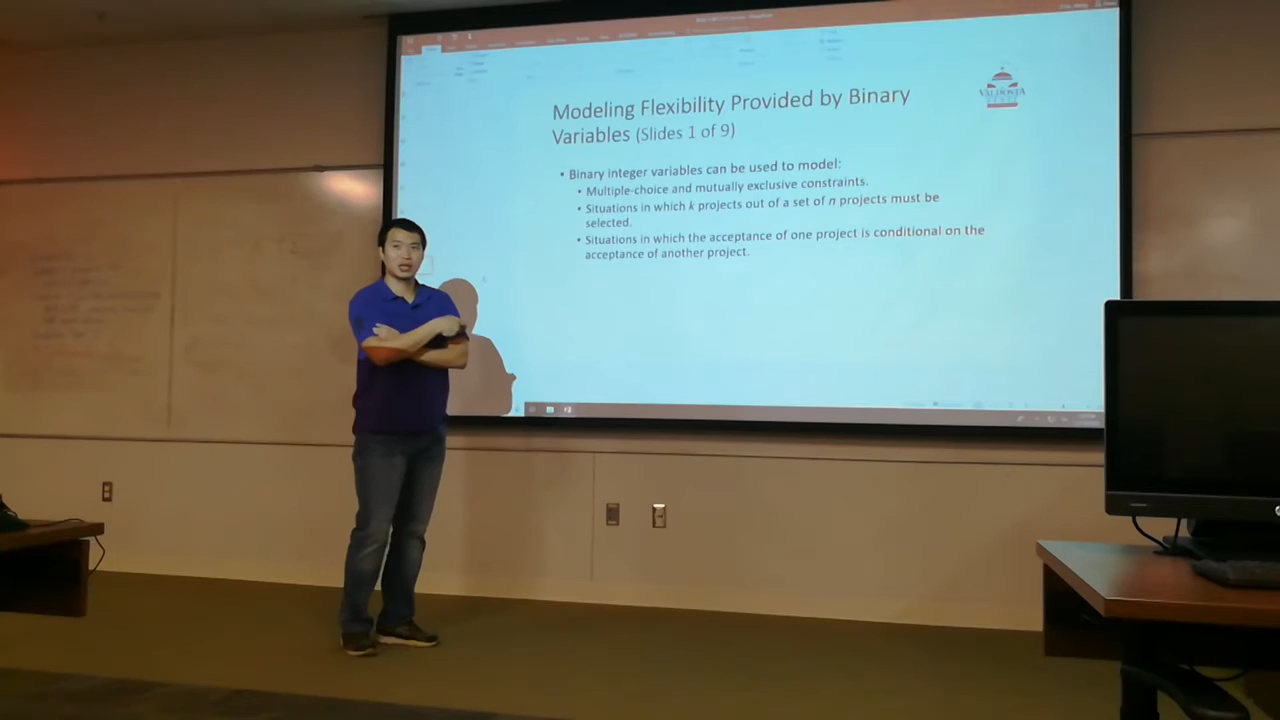 Modeling Flexibility Provided by Binary
Variables (Slides 1 of 9)
VALDOSTA
STATE
• Binary integer variables can be used to model:
• Multiple-choice and mutually exclusive constraints.
• Situations in which k projects out of a set of n projects must be
selected.
• Situations in which the acceptance of one project is conditional on the
acceptance of another project.